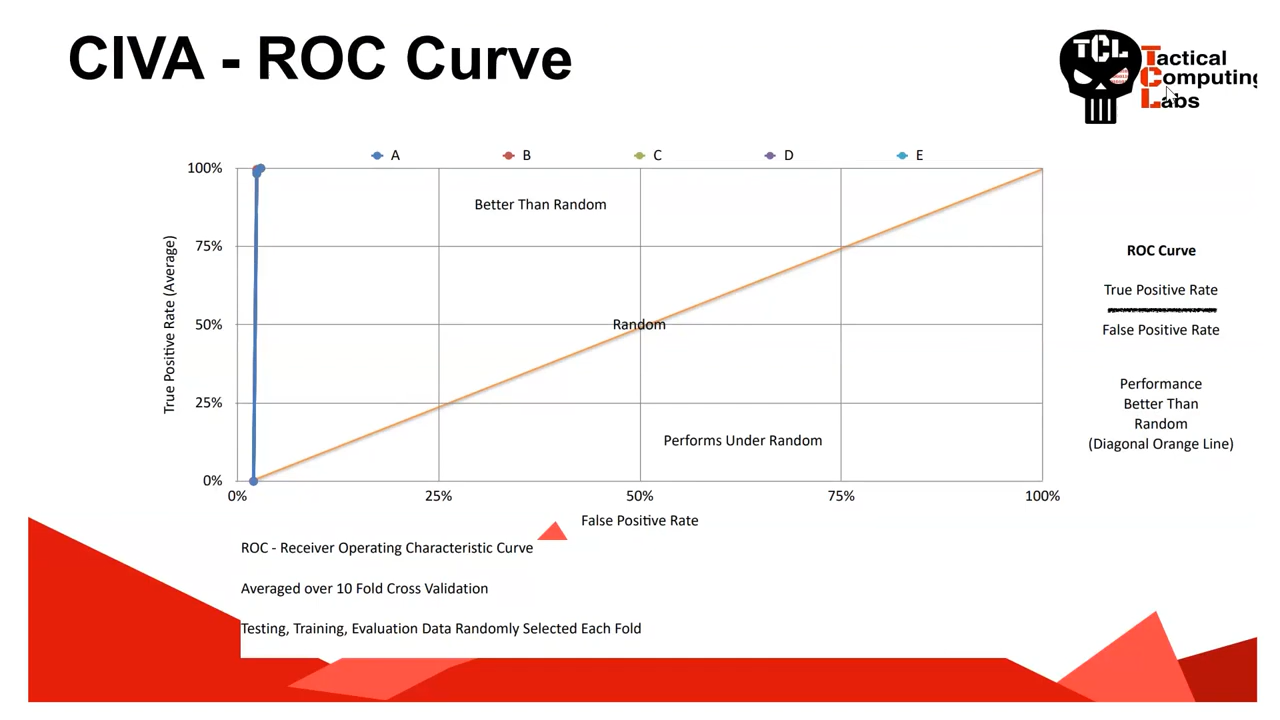 CIVA - ROC Curve
TCL
Tactical
Computing
Labs
A
B
C
D
E
100%
75%
50%
25%
0%
True Positive Rate (Average)
Better Than Random
Random
Performs Under Random
0%
25%
50%
75%
100%
False Positive Rate
ROC Curve
True Positive Rate
False Positive Rate
Performance
Better Than
Random
(Diagonal Orange Line)
ROC - Receiver Operating Characteristic Curve
Averaged over 10 Fold Cross Validation
Testing, Training, Evaluation Data Randomly Selected Each Fold